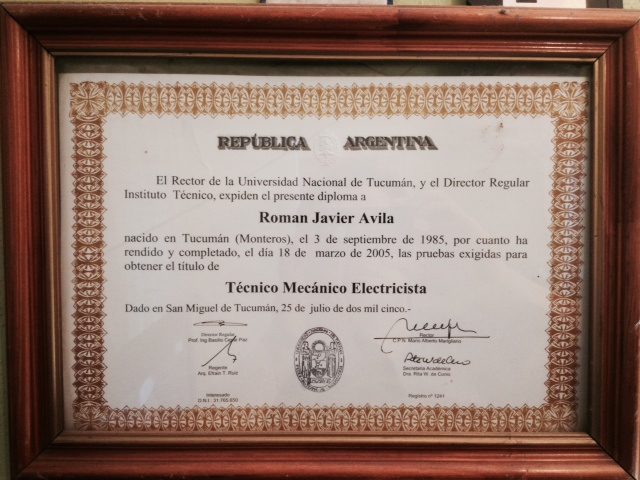 REPÚBLICA ARGENTINA
El Rector de la Universidad Nacional de Tucumán, y el Director Regular
Instituto Técnico, expiden el presente diploma a
Roman Javier Avila
nacido en Tucumán (Monteros), el 3 de septiembre de 1985, por cuanto ha
rendido y completado, el día 18 de marzo de 2005, las pruebas exigidas para
obtener el título de
Técnico Mecánico Electricista
Dado en San Miguel de Tucumán, 25 de julio de dos mil cinco.-
Director Regular
Prof. Ing Basilio Cesar Paz
Rector
C.P.N. Mario Alberto Marigliano
Regente
Arq. Efrain T. Ruiz
Secretaria Académica
Dra. Rita W. de Cunio
Interesado
D.N.I. 31.765.650
Registro n° 1241